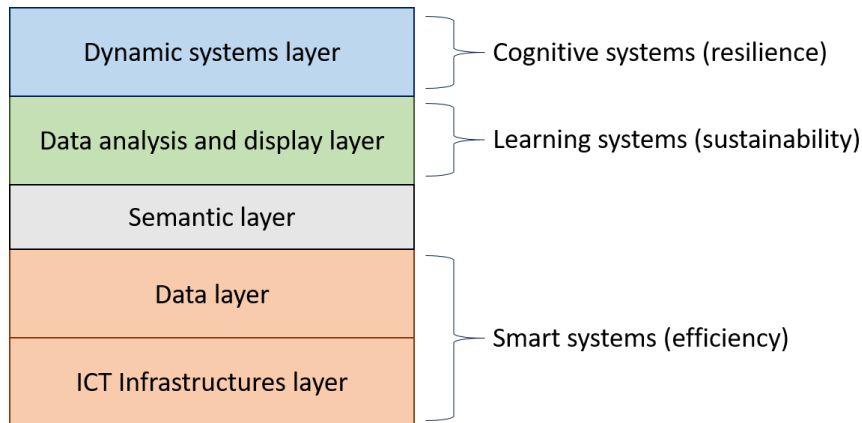 Dynamic systems layer
Cognitive systems (resilience)
Data analysis and display layer
Learning systems (sustainability)
Semantic layer
Data layer
Smart systems (efficiency)
ICT Infrastructures layer